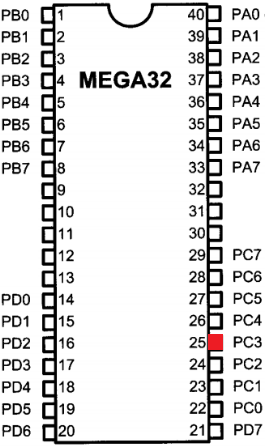 PB0 1 40 PA0
PB1 2 39 PA1
PB2 3 38 PA2
PB3 4 MEGA32 37 PA3
PB4 5 36 PA4
PB5 6 35 PA5
PB6 7 34 PA6
PB7 8 33 PA7
9 32
10 31
11 30
12 29 PC7
13 28 PC6
PD0 14 27 PC5
PD1 15 26 PC4
PD2 16 25 PC3
PD3 17 24 PC2
PD4 18 23 PC1
PD5 19 22 PC0
PD6 20 21 PD7